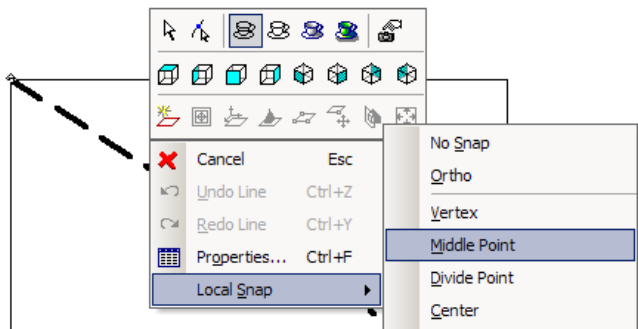 Cancel Esc
Undo Line Ctrl+Z
Redo Line Ctrl+Y
Properties... Ctrl+F
Local Snap
No Snap
Ortho
Vertex
Middle Point
Divide Point
Center